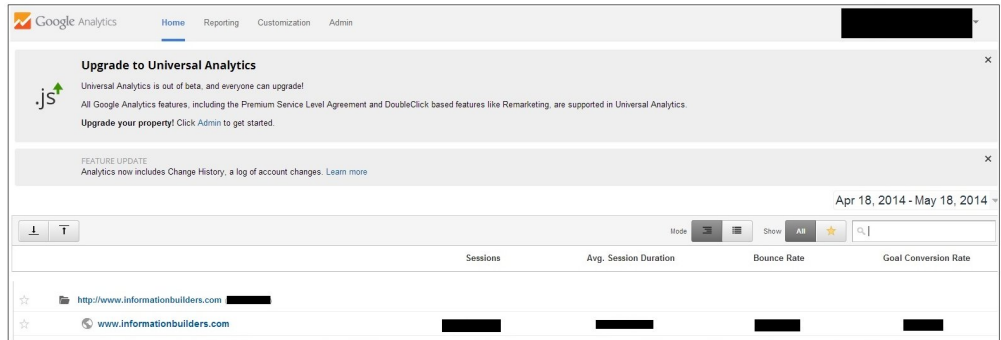 Google Analytics Home Reporting Customization Admin
Upgrade to Universal Analytics
.js
Universal Analytics is out of beta, and everyone can upgrade!
All Google Analytics features, including the Premium Service Level Agreement and DoubleClick based features like Remarketing, are supported in Universal Analytics.
Upgrade your property! Click Admin to get started.
FEATURE UPDATE
Analytics now includes Change History, a log of account changes. Learn more
Apr 18, 2014 - May 18, 2014
Mode Show All
Sessions Avg. Session Duration Bounce Rate Goal Conversion Rate
http://www.informationbuilders.com (
www.informationbuilders.com